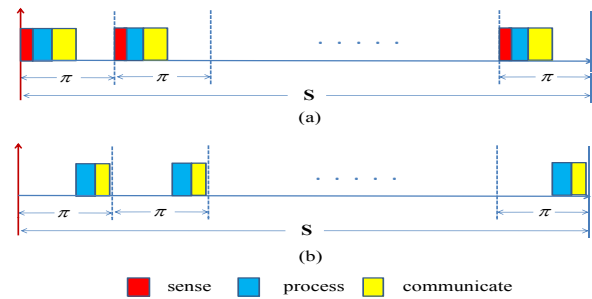 π π π
S
(a)
π π π
S
(b)
sense process communicate